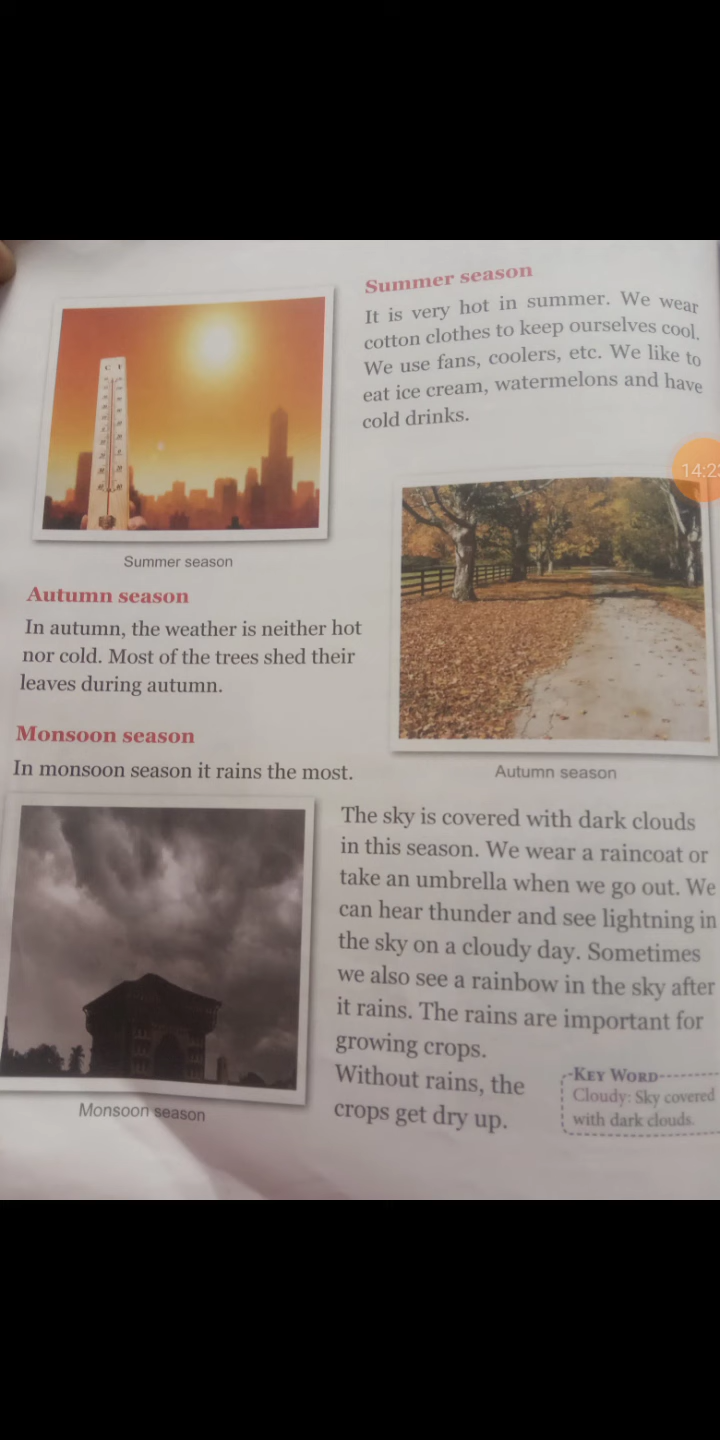 Summer season
It is very hot in summer. We wear
cotton clothes to keep ourselves cool.
We use fans, coolers, etc. We like to
eat ice cream, watermelons and have
cold drinks.
14:23
Summer season
Autumn season
In autumn, the weather is neither hot
nor cold. Most of the trees shed their
leaves during autumn.
Autumn season
Monsoon season
In monsoon season it rains the most.
The sky is covered with dark clouds
in this season. We wear a raincoat or
take an umbrella when we go out. We
can hear thunder and see lightning in
the sky on a cloudy day. Sometimes
we also see a rainbow in the sky after
it rains. The rains are important for
growing crops.
Without rains, the
crops get dry up.
Monsoon season
KEY WORD
Cloudy: Sky covered
with dark clouds.